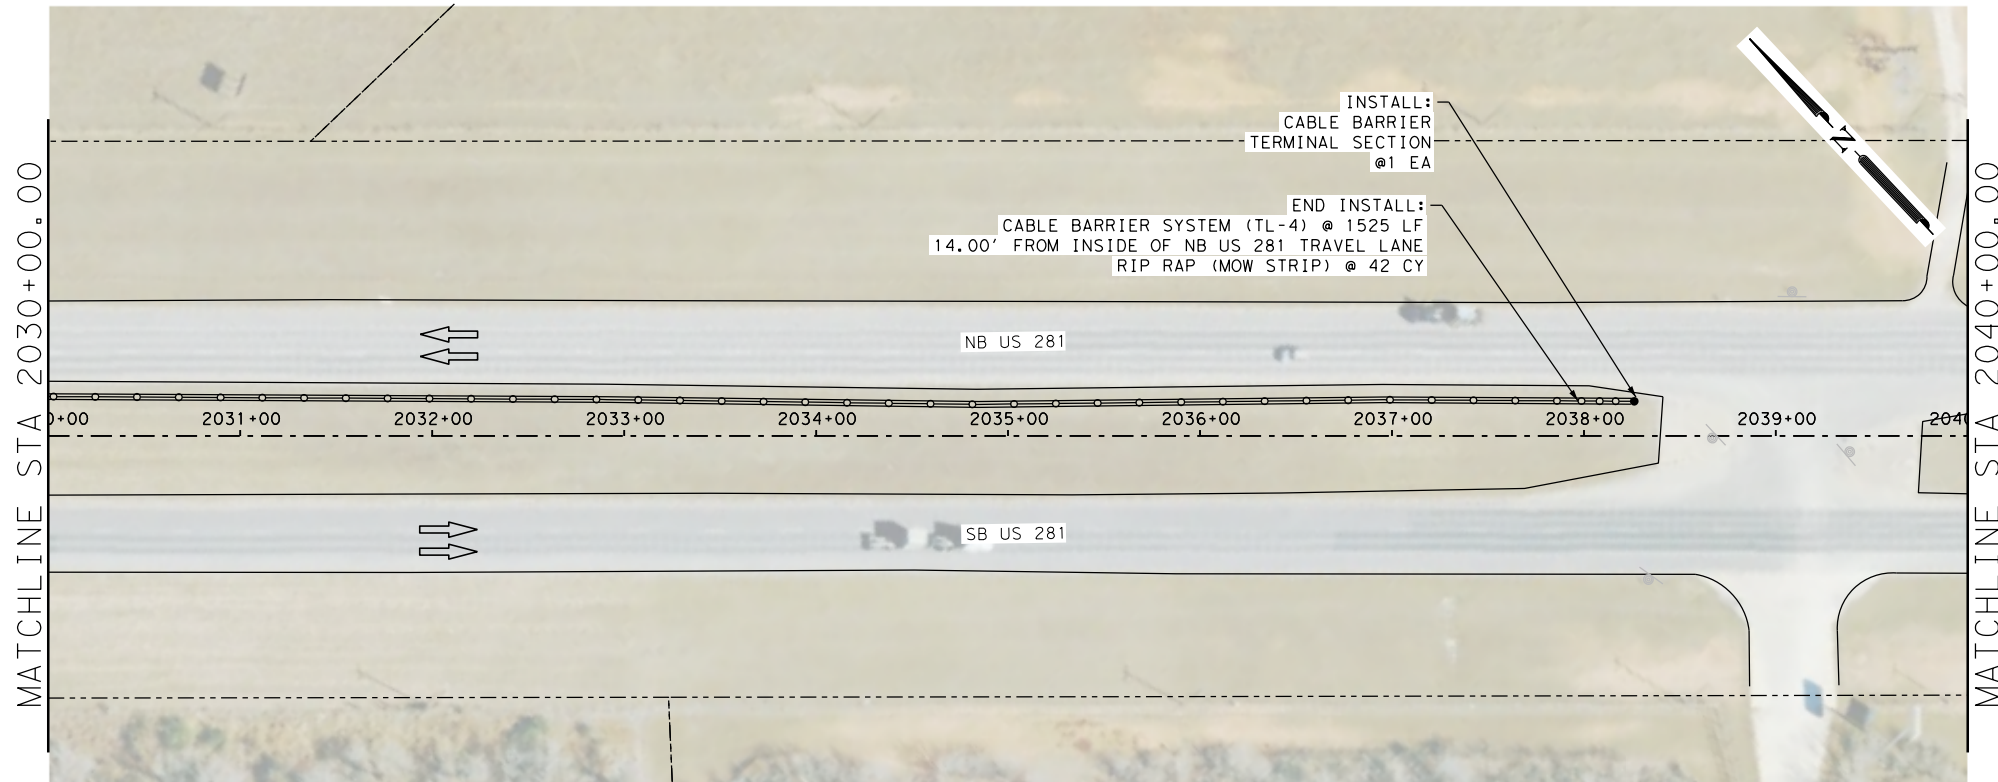 INSTALL:
CABLE BARRIER
TERMINAL SECTION
@1 EA
END INSTALL:
CABLE BARRIER SYSTEM (TL-4) @ 1525 LF
14.00' FROM INSIDE OF NB US 281 TRAVEL LANE
RIP RAP (MOW STRIP) @ 42 CY
N
MATCHLINE STA 2030+00.00
NB US 281
0+00 2031+00 2032+00 2033+00 2034+00 2035+00 2036+00 2037+00 2038+00 2039+00 2040
SB US 281
MATCHLINE STA 2040+00.00